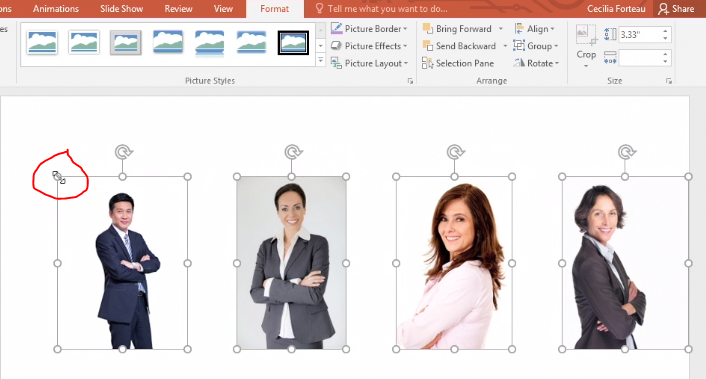 ons Animations Slide Show Review View Format Tell me what you want to do... Cecilia Forteau Share
es Picture Border Bring Forward Align 3.33"
Picture Effects Send Backward Group Crop
Picture Layout Selection Pane Rotate
Picture Styles Arrange Size